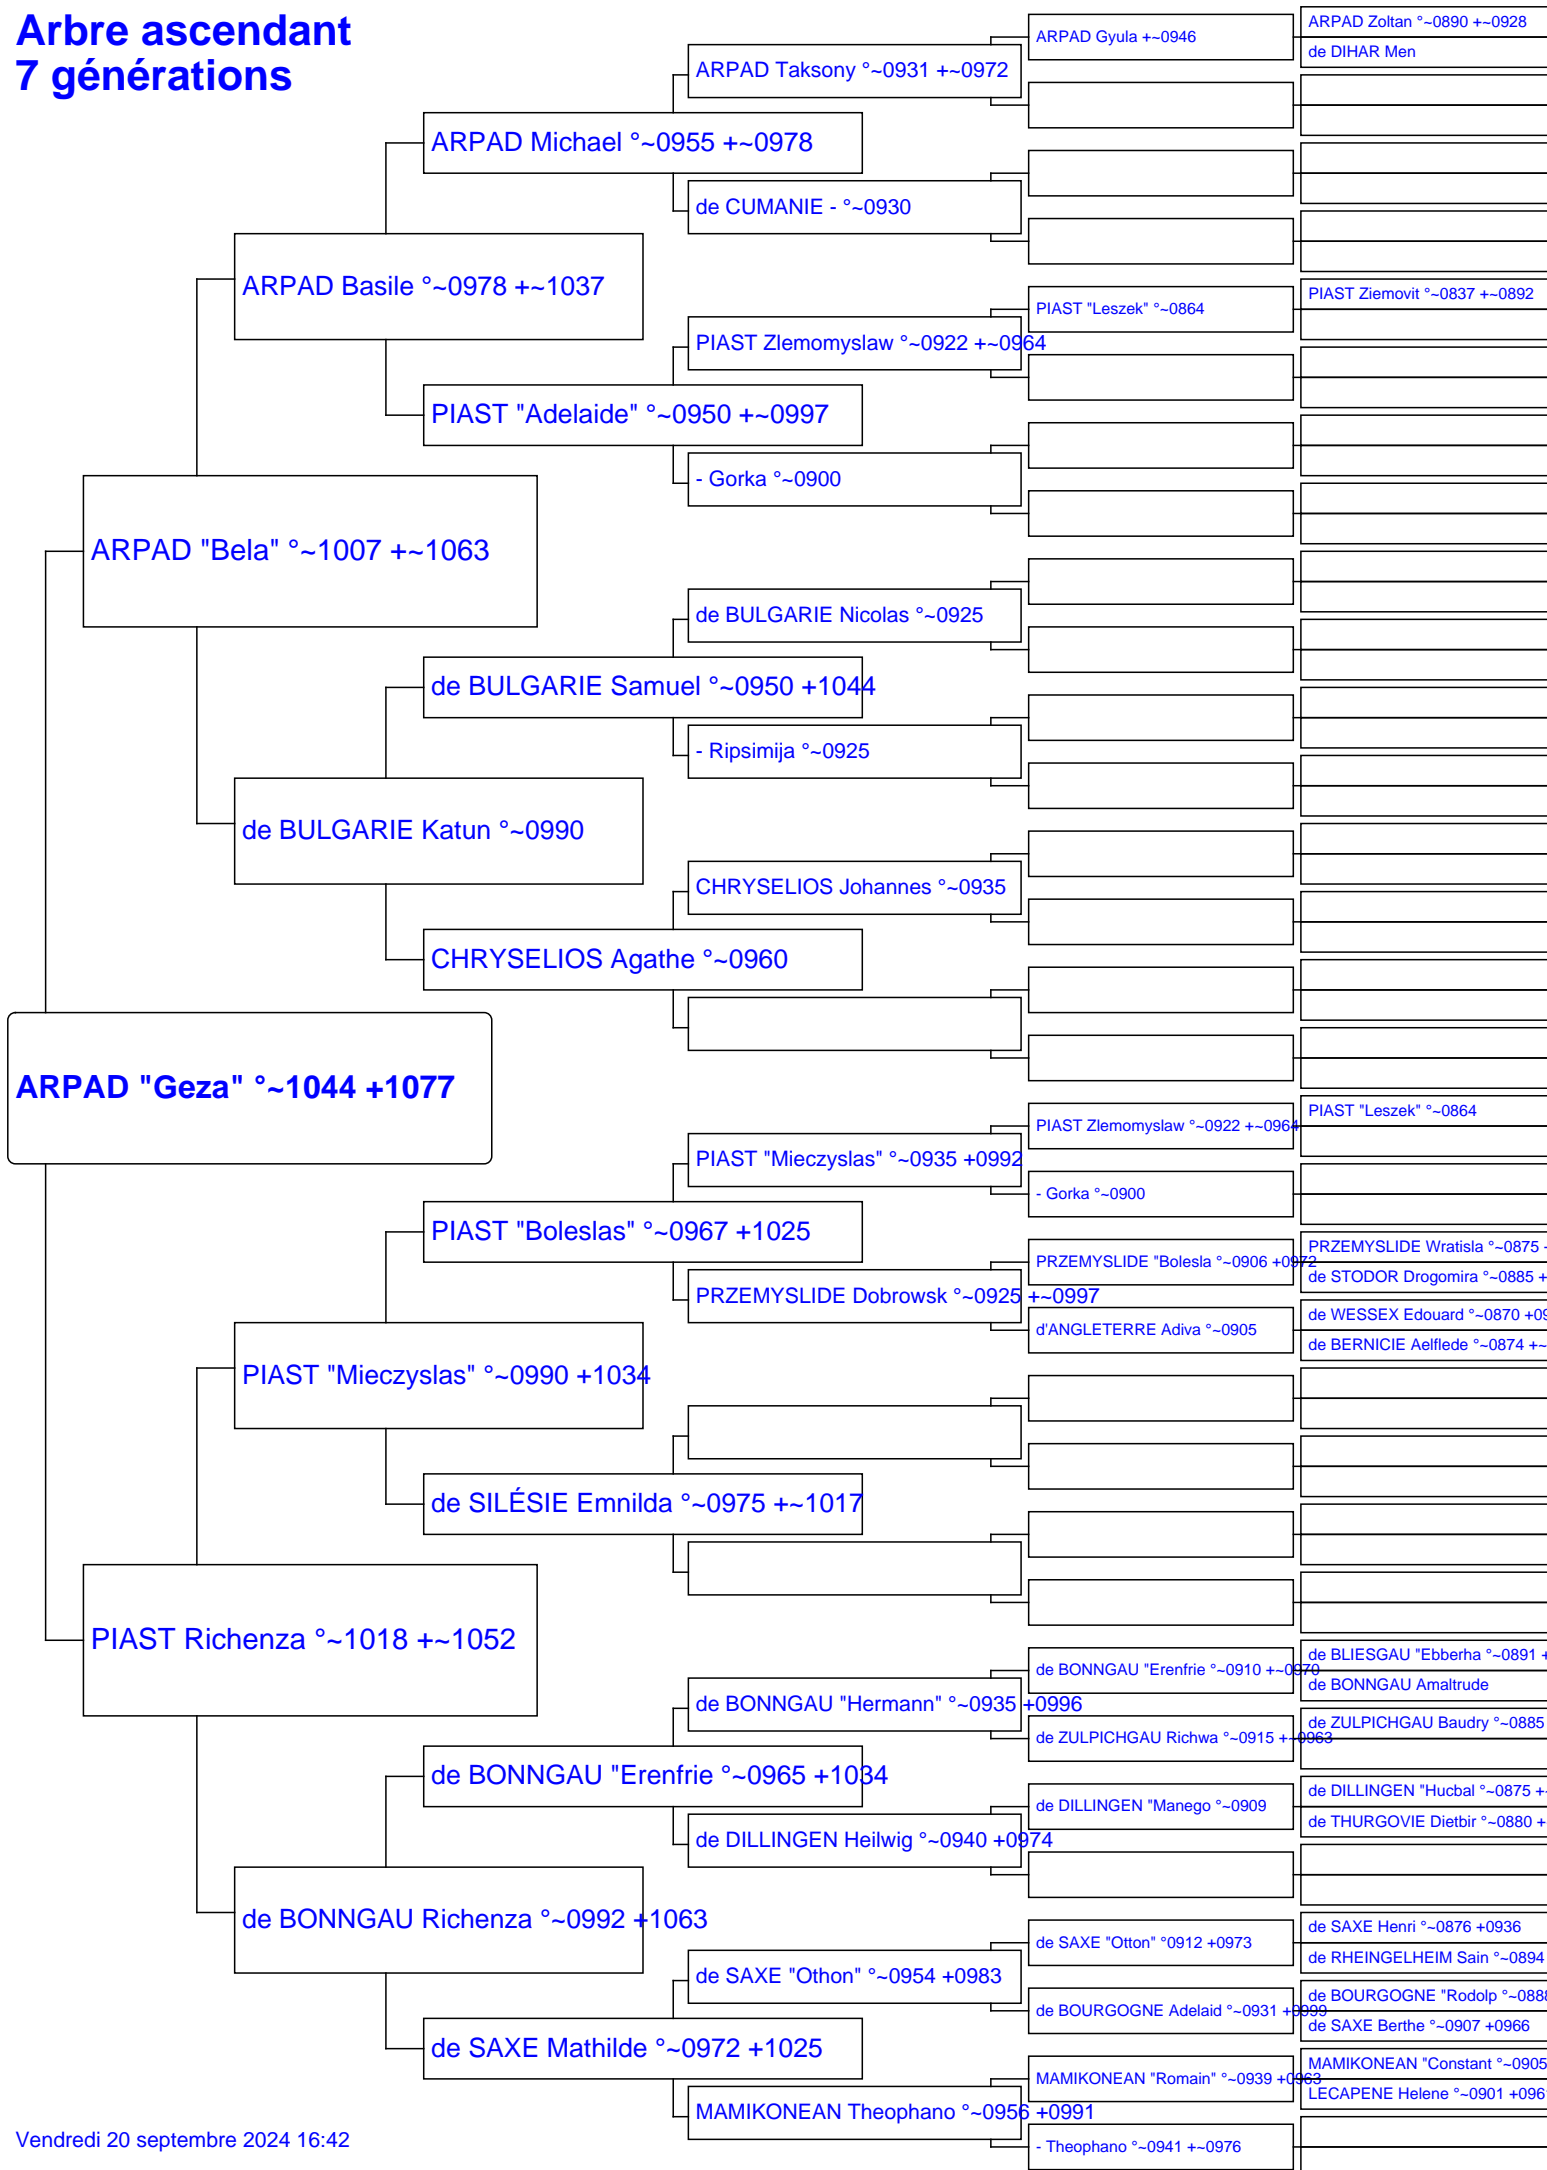 Arbre ascendant
7 générations
ARPAD Zoltan °~0890 +~0928
ARPAD Gyula +~0946
de DIHAR Men
ARPAD Taksony °~0931 +~0972
ARPAD Michael °~0955 +~0978
de CUMANIE - °~0930
ARPAD Basile °~0978 +~1037
PIAST Ziemovit °~0837 +~0892
PIAST "Leszek" °~0864
PIAST Zlemomyslaw °~0922 +~0964
PIAST "Adelaide" °~0950 +~0997
- Gorka °~0900
ARPAD "Bela" °~1007 +~1063
de BULGARIE Nicolas °~0925
de BULGARIE Samuel °~0950 +1044
- Ripsimija °~0925
de BULGARIE Katun °~0990
CHRYSELIOS Johannes °~0935
CHRYSELIOS Agathe °~0960
ARPAD "Geza" °~1044 +1077
PIAST "Leszek" °~0864
PIAST Zlemomyslaw °~0922 +~0964
PIAST "Mieczyslas" °~0935 +0992
- Gorka °~0900
PIAST "Boleslas" °~0967 +1025
PRZEMYSLIDE Wratisla °~0875 -
PRZEMYSLIDE "Bolesla °~0906 +0972
de STODOR Drogomira °~0885 +
PRZEMYSLIDE Dobrowsk °~0925 +~0997
de WESSEX Edouard °~0870 +09
d'ANGLETERRE Adiva °~0905
de BERNICIE Aelflede °~0874 +~
PIAST "Mieczyslas" °~0990 +1034
de SILÉSIE Emnilda °~0975 +~1017
PIAST Richenza °~1018 +~1052
de BLIESGAU "Ebberha °~0891 +
de BONNGAU "Erenfrie °~0910 +~0970
de BONNGAU Amaltrude
de BONNGAU "Hermann" °~0935 +0996
de ZULPICHGAU Baudry °~0885
de ZULPICHGAU Richwa °~0915 +~0963
de BONNGAU "Erenfrie °~0965 +1034
de DILLINGEN "Hucbal °~0875 +~
de DILLINGEN "Manego °~0909
de THURGOVIE Dietbir °~0880 +
de DILLINGEN Heilwig °~0940 +0974
de BONNGAU Richenza °~0992 +1063
de SAXE Henri °~0876 +0936
de SAXE "Otton" °0912 +0973
de RHEINGELHEIM Sain °~0894
de SAXE "Othon" °~0954 +0983
de BOURGOGNE "Rodolp °~0888
de BOURGOGNE Adelaid °~0931 +0999
de SAXE Berthe °~0907 +0966
de SAXE Mathilde °~0972 +1025
MAMIKONEAN "Constant °~0905
MAMIKONEAN "Romain" °~0939 +0963
LECAPENE Helene °~0901 +0961
MAMIKONEAN Theophano °~0956 +0991
- Theophano °~0941 +~0976
Vendredi 20 septembre 2024 16:42